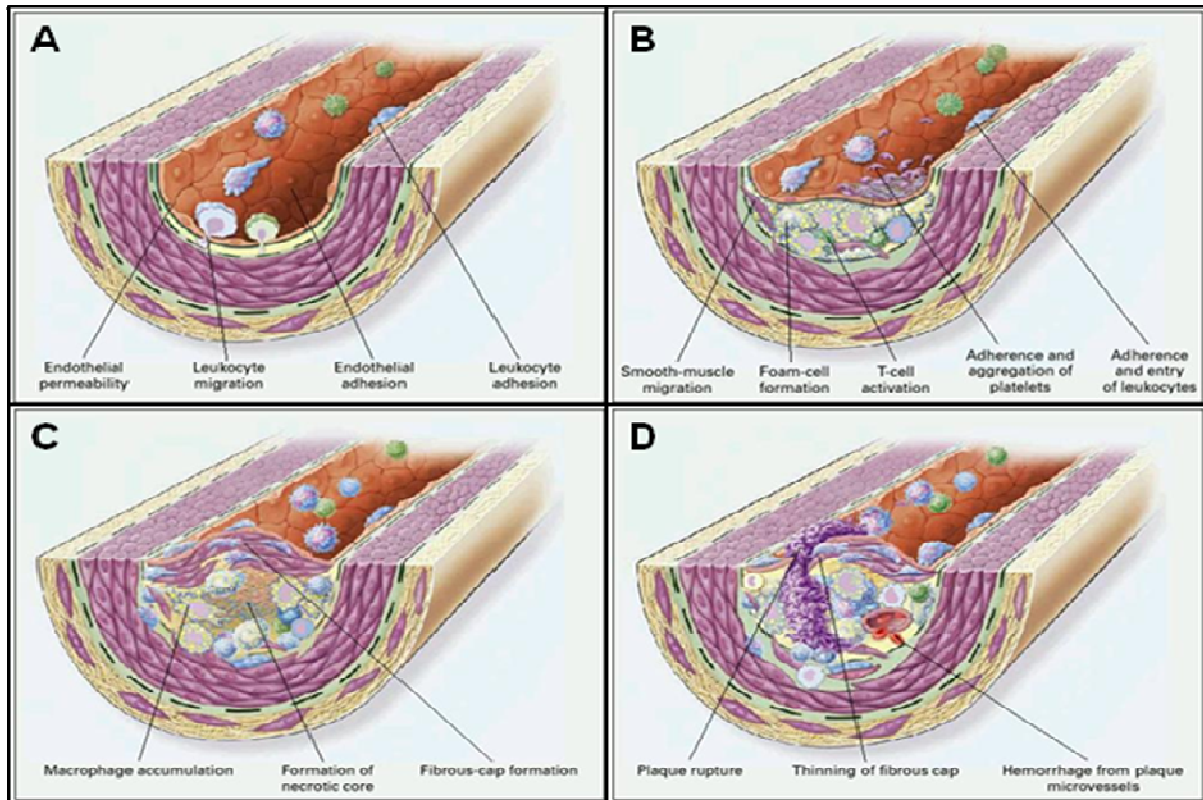 A
Endothelial permeability
Leukocyte migration
Endothelial adhesion
Leukocyte adhesion
B
Smooth-muscle migration
Foam-cell formation
T-cell activation
Adherence and aggregation of platelets
Adherence and entry of leukocytes
C
Macrophage accumulation
Formation of necrotic core
Fibrous-cap formation
D
Plaque rupture
Thinning of fibrous cap
Hemorrhage from plaque microvessels